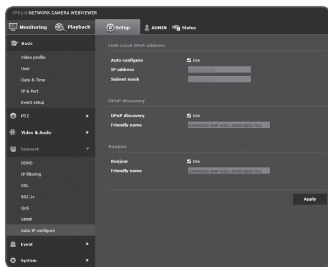 iPOLiS NETWORK CAMERA WEBVIEWER
Monitoring
Playback
Setup
ADMIN
Status
Basic
Video profile
User
Date & Time
IP & Port
Event setup
PTZ
Video & Audio
Network
DDNS
IP filtering
SSL
802.1x
QoS
SNMP
Auto IP configure
Event
System
Link-Local IPv4 address
Auto configure
Use
IP address
Subnet mask
UPnP discovery
UPnP discovery
Use
Friendly name
Bonjour
Bonjour
Use
Friendly name
Apply